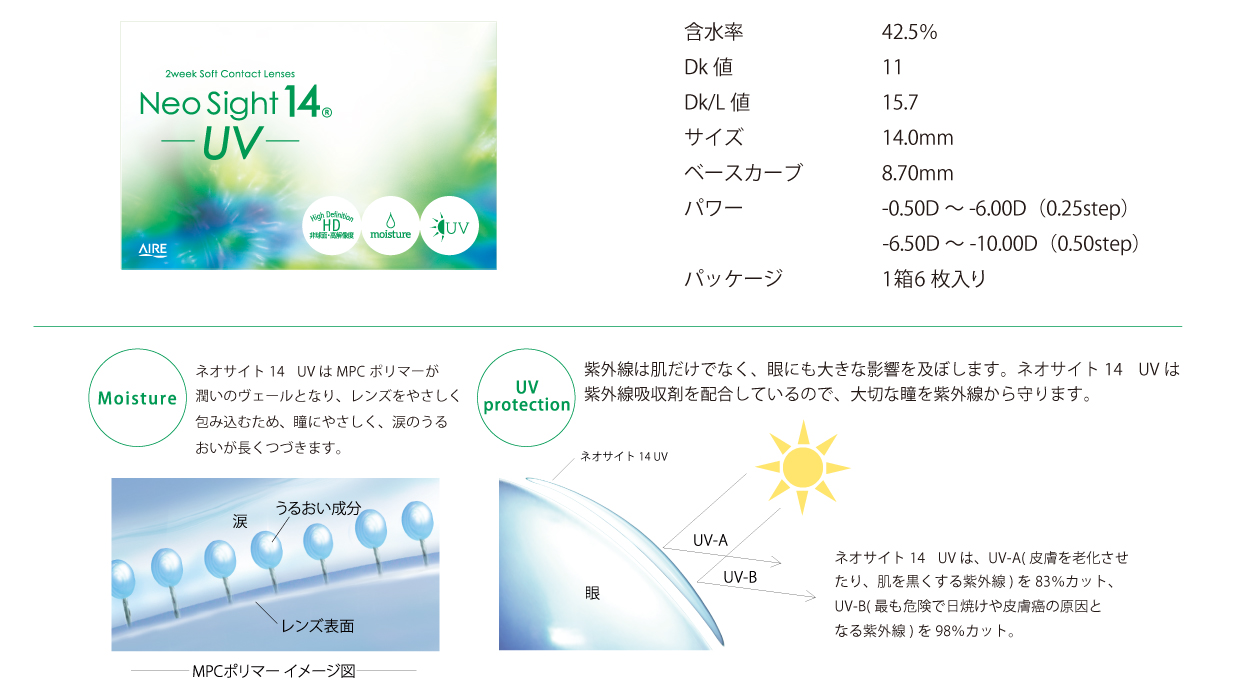 2week Soft Contact Lenses
Neo Sight 14®
UV
High Definition
HD
非球面・高解像度
moisture
UV
AIRE
含水率 42.5%
Dk 値 11
Dk/L 値 15.7
サイズ 14.0mm
ベースカーブ 8.70mm
パワー -0.50D ～ -6.00D（0.25step）
-6.50D ～ -10.00D（0.50step）
パッケージ 1箱6 枚入り
Moisture
ネオサイト 14　UV は MPC ポリマーが
潤いのヴェールとなり、レンズをやさしく
包み込むため、瞳にやさしく、涙のうる
おいが長くつづきます。
涙
うるおい成分
レンズ表面
MPCポリマー イメージ図
UV
protection
紫外線は肌だけでなく、眼にも大きな影響を及ぼします。ネオサイト 14　UV は
紫外線吸収剤を配合しているので、大切な瞳を紫外線から守ります。
ネオサイト 14 UV
UV-A
UV-B
眼
ネオサイト 14　UV は、UV-A( 皮膚を老化させ
たり、肌を黒くする紫外線 ) を 83%カット、
UV-B( 最も危険で日焼けや皮膚癌の原因と
なる紫外線 ) を 98%カット。